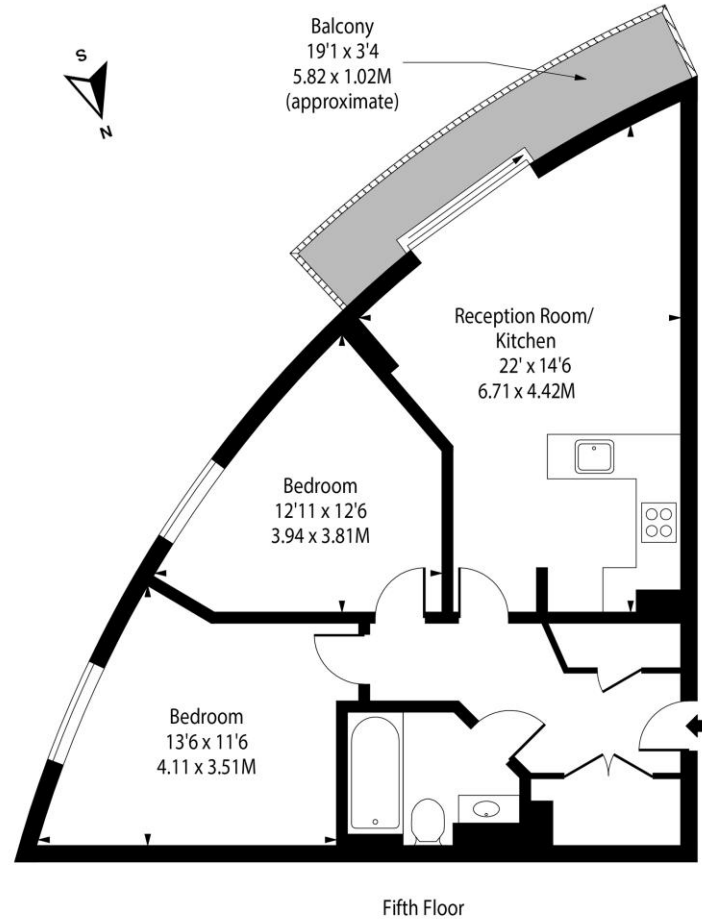 Balcony
19'1 x 3'4
5.82 x 1.02M
(approximate)
S
N
Reception Room/
Kitchen
22' x 14'6
6.71 x 4.42M
Bedroom
12'11 x 12'6
3.94 x 3.81M
Bedroom
13'6 x 11'6
4.11 x 3.51M
Fifth Floor